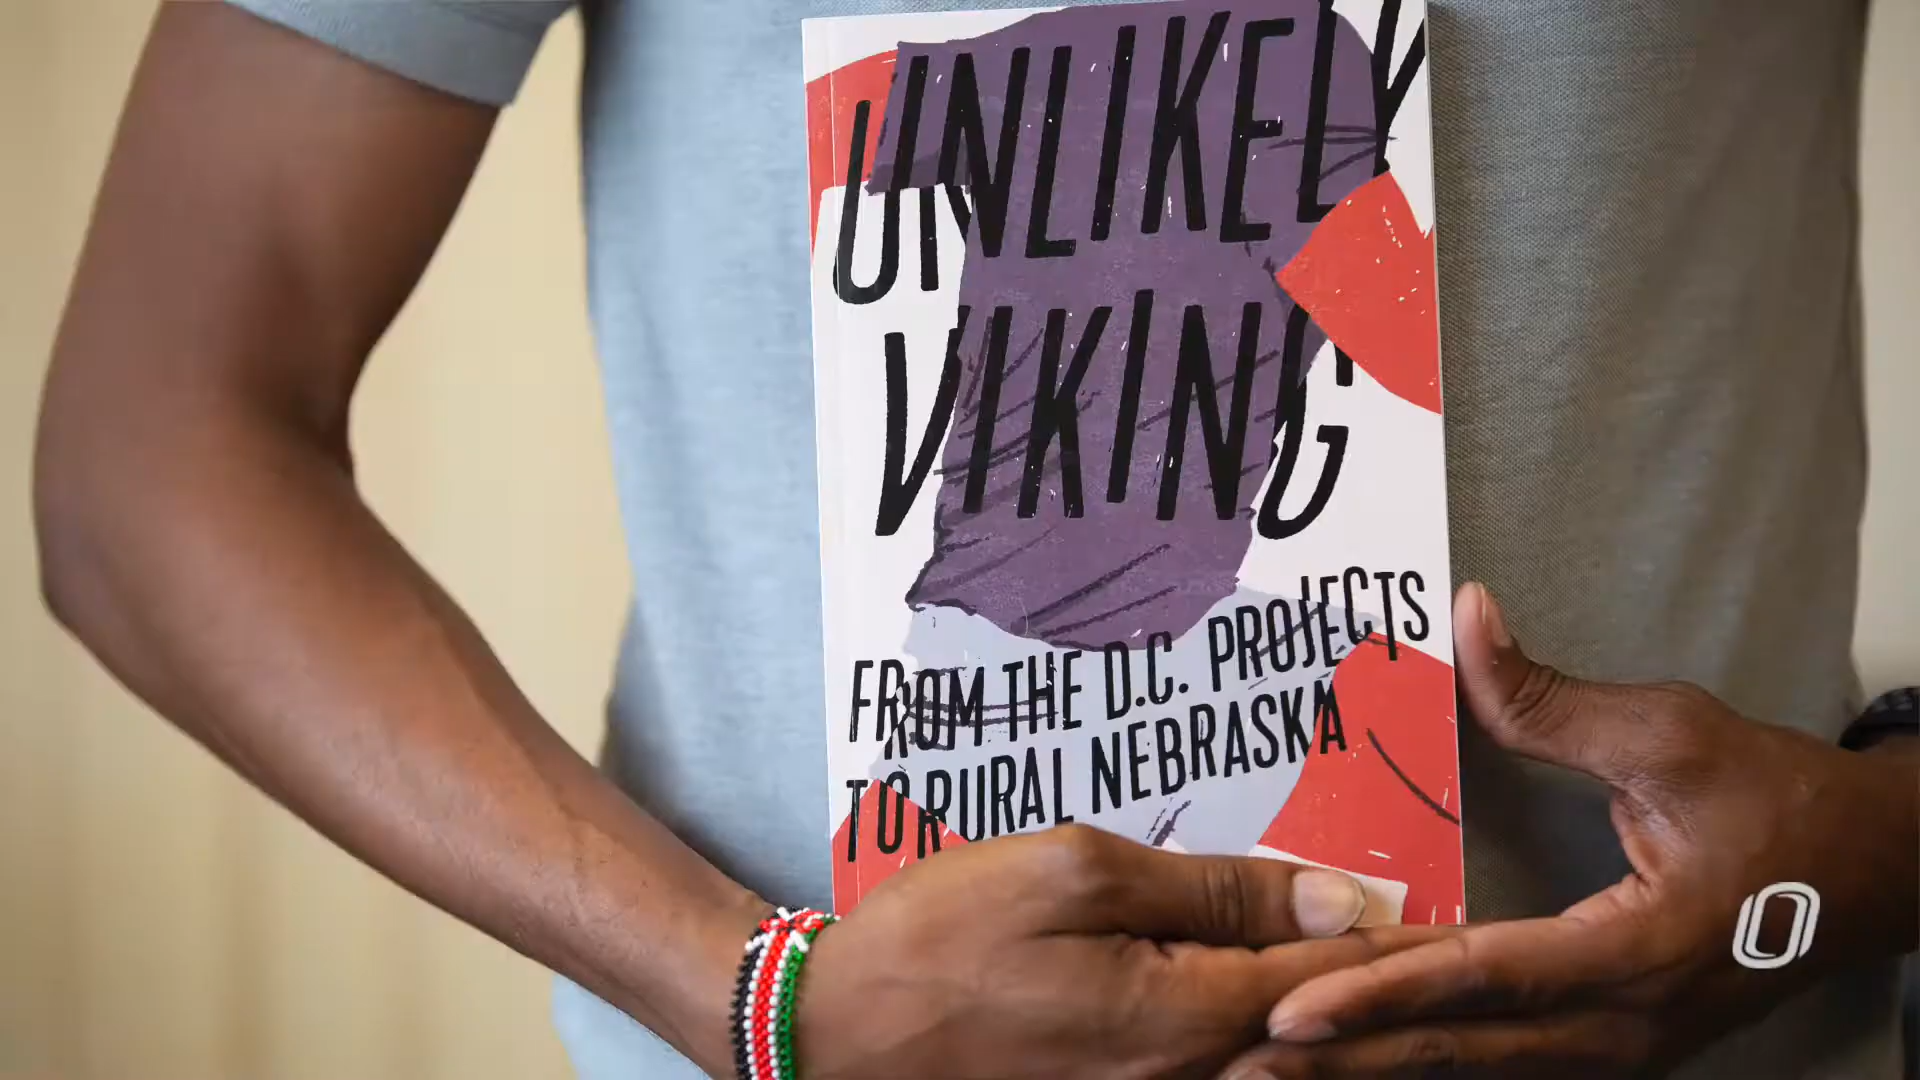 UNLIKELY
VIKING
FROM THE D.C. PROJECTS
TO RURAL NEBRASKA
O